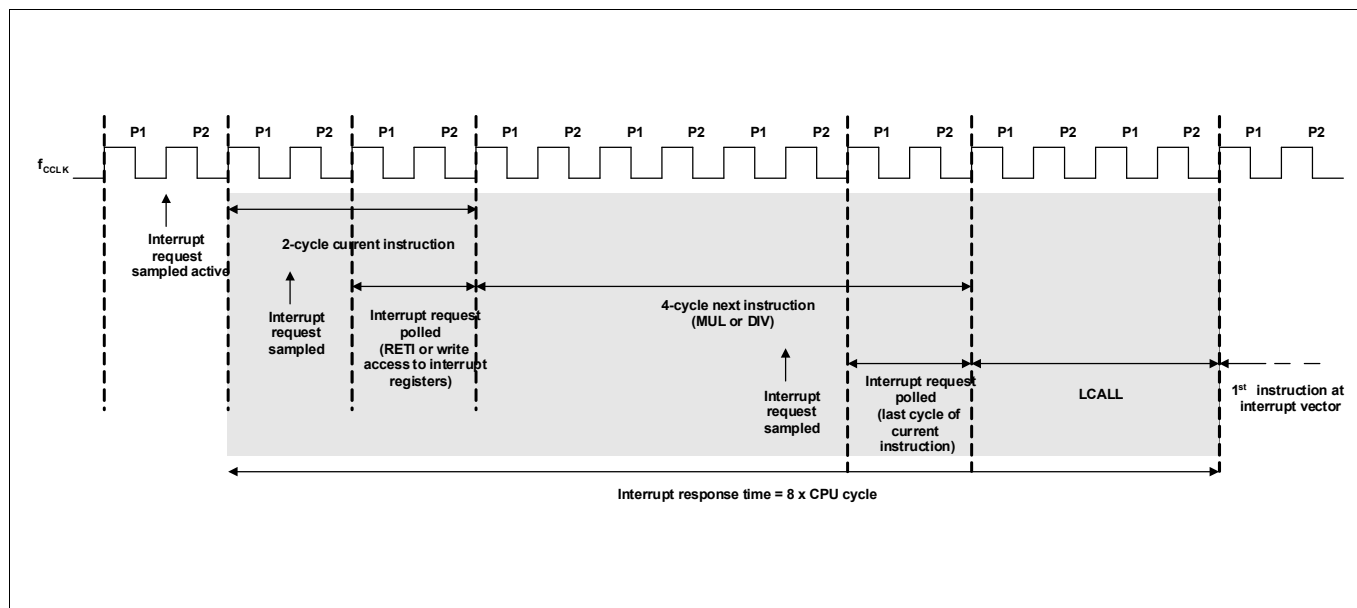 P1 P2 P1 P2 P1 P2 P1 P2 P1 P2 P1 P2 P1 P2 P1 P2 P1 P2 P1 P2
fCCLK
Interrupt
request
sampled active
2-cycle current instruction
Interrupt
request
sampled
Interrupt request
polled
(RETI or write
access to interrupt
registers)
4-cycle next instruction
(MUL or DIV)
Interrupt
request
sampled
Interrupt request
polled
(last cycle of
current
instruction)
LCALL
1st instruction at
interrupt vector
Interrupt response time = 8 x CPU cycle